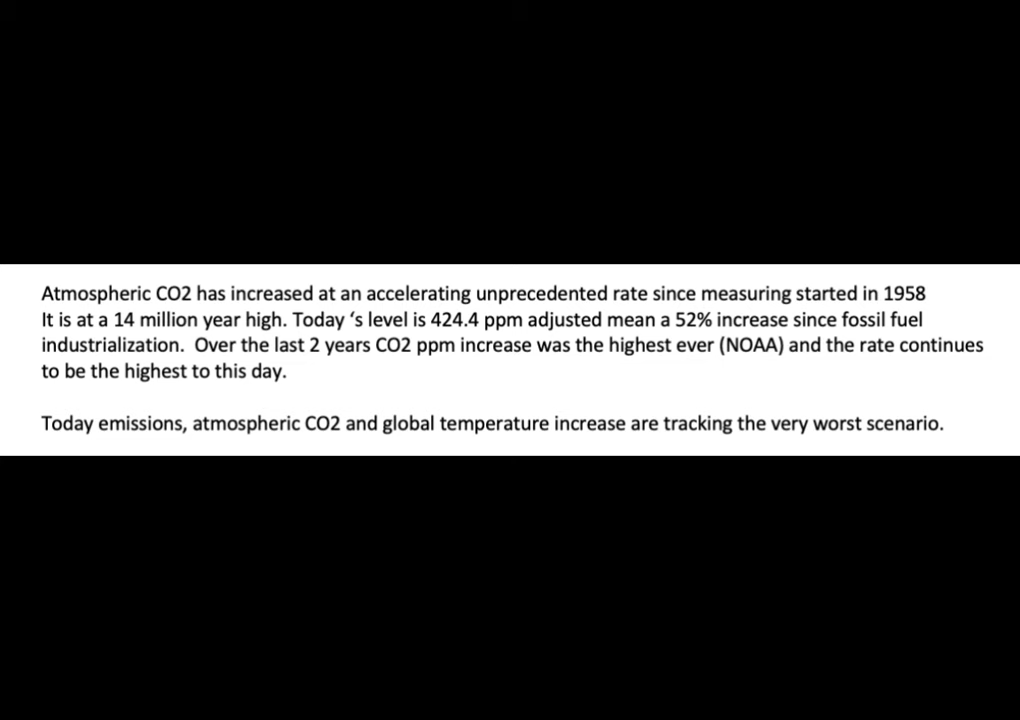 Atmospheric CO2 has increased at an accelerating unprecedented rate since measuring started in 1958
It is at a 14 million year high. Today ‘s level is 424.4 ppm adjusted mean a 52% increase since fossil fuel
industrialization.  Over the last 2 years CO2 ppm increase was the highest ever (NOAA) and the rate continues
to be the highest to this day.
Today emissions, atmospheric CO2 and global temperature increase are tracking the very worst scenario.